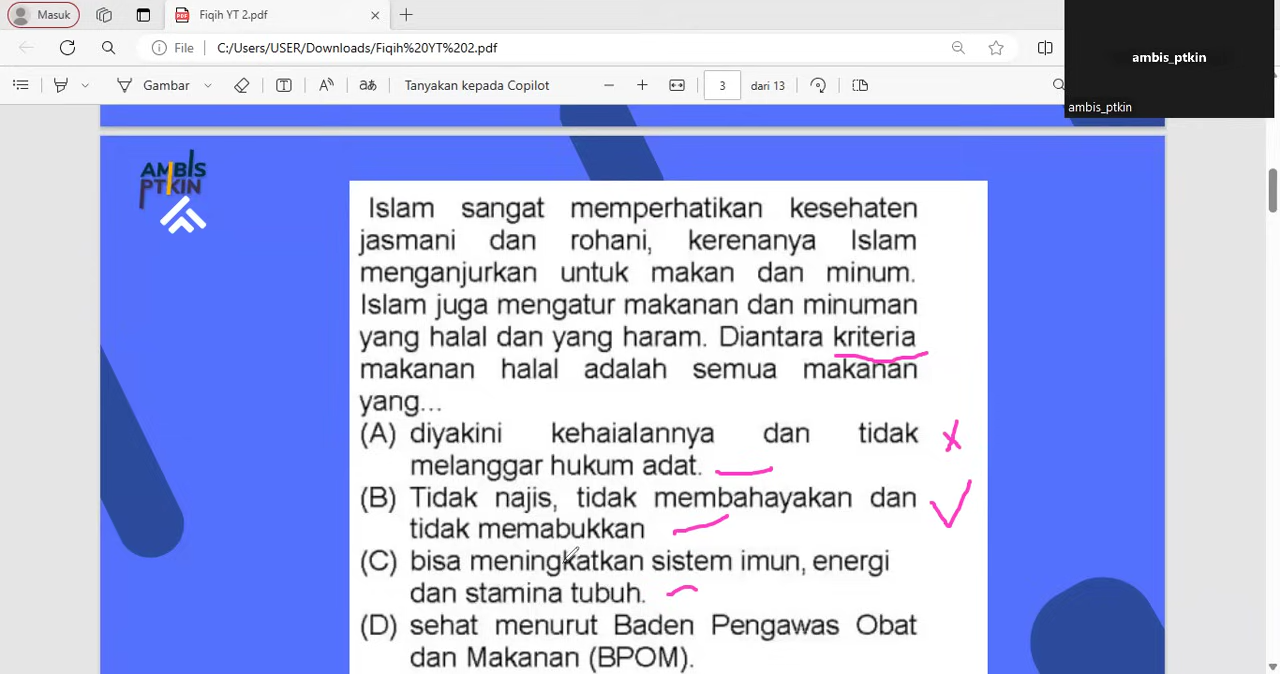 Masuk
Fiqih YT 2.pdf
File
C:/Users/USER/Downloads/Fiqih%20YT%202.pdf
ambis_ptkin
ambis_ptkin
Gambar
Tanyakan kepada Copilot
3
dari 13
AMBIS
PTKIN
Islam sangat memperhatikan kesehaten
jasmani dan rohani, kerenanya Islam
menganjurkan untuk makan dan minum.
Islam juga mengatur makanan dan minuman
yang halal dan yang haram. Diantara kriteria
makanan halal adalah semua makanan
yang...
(A) diyakini kehaialannya dan tidak
melanggar hukum adat.
(B) Tidak najis, tidak membahayakan dan
tidak memabukkan
(C) bisa meningkatkan sistem imun, energi
dan stamina tubuh.
(D) sehat menurut Baden Pengawas Obat
dan Makanan (BPOM).